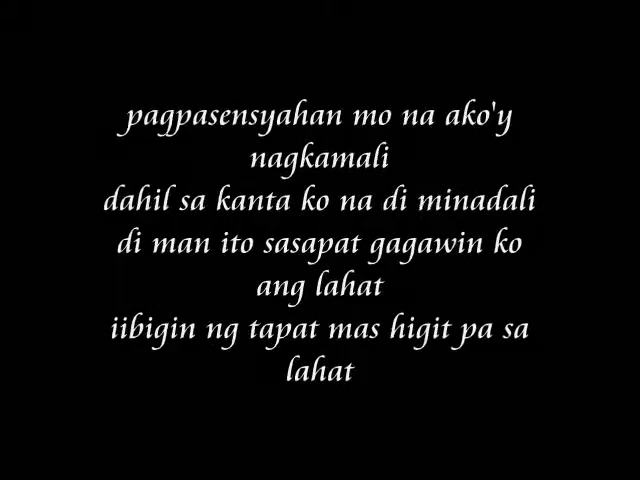 pagpasensyahan mo na ako'y
nagkamali
dahil sa kanta ko na di minadali
di man ito sasapat gagawin ko
ang lahat
iibigin ng tapat mas higit pa sa
lahat